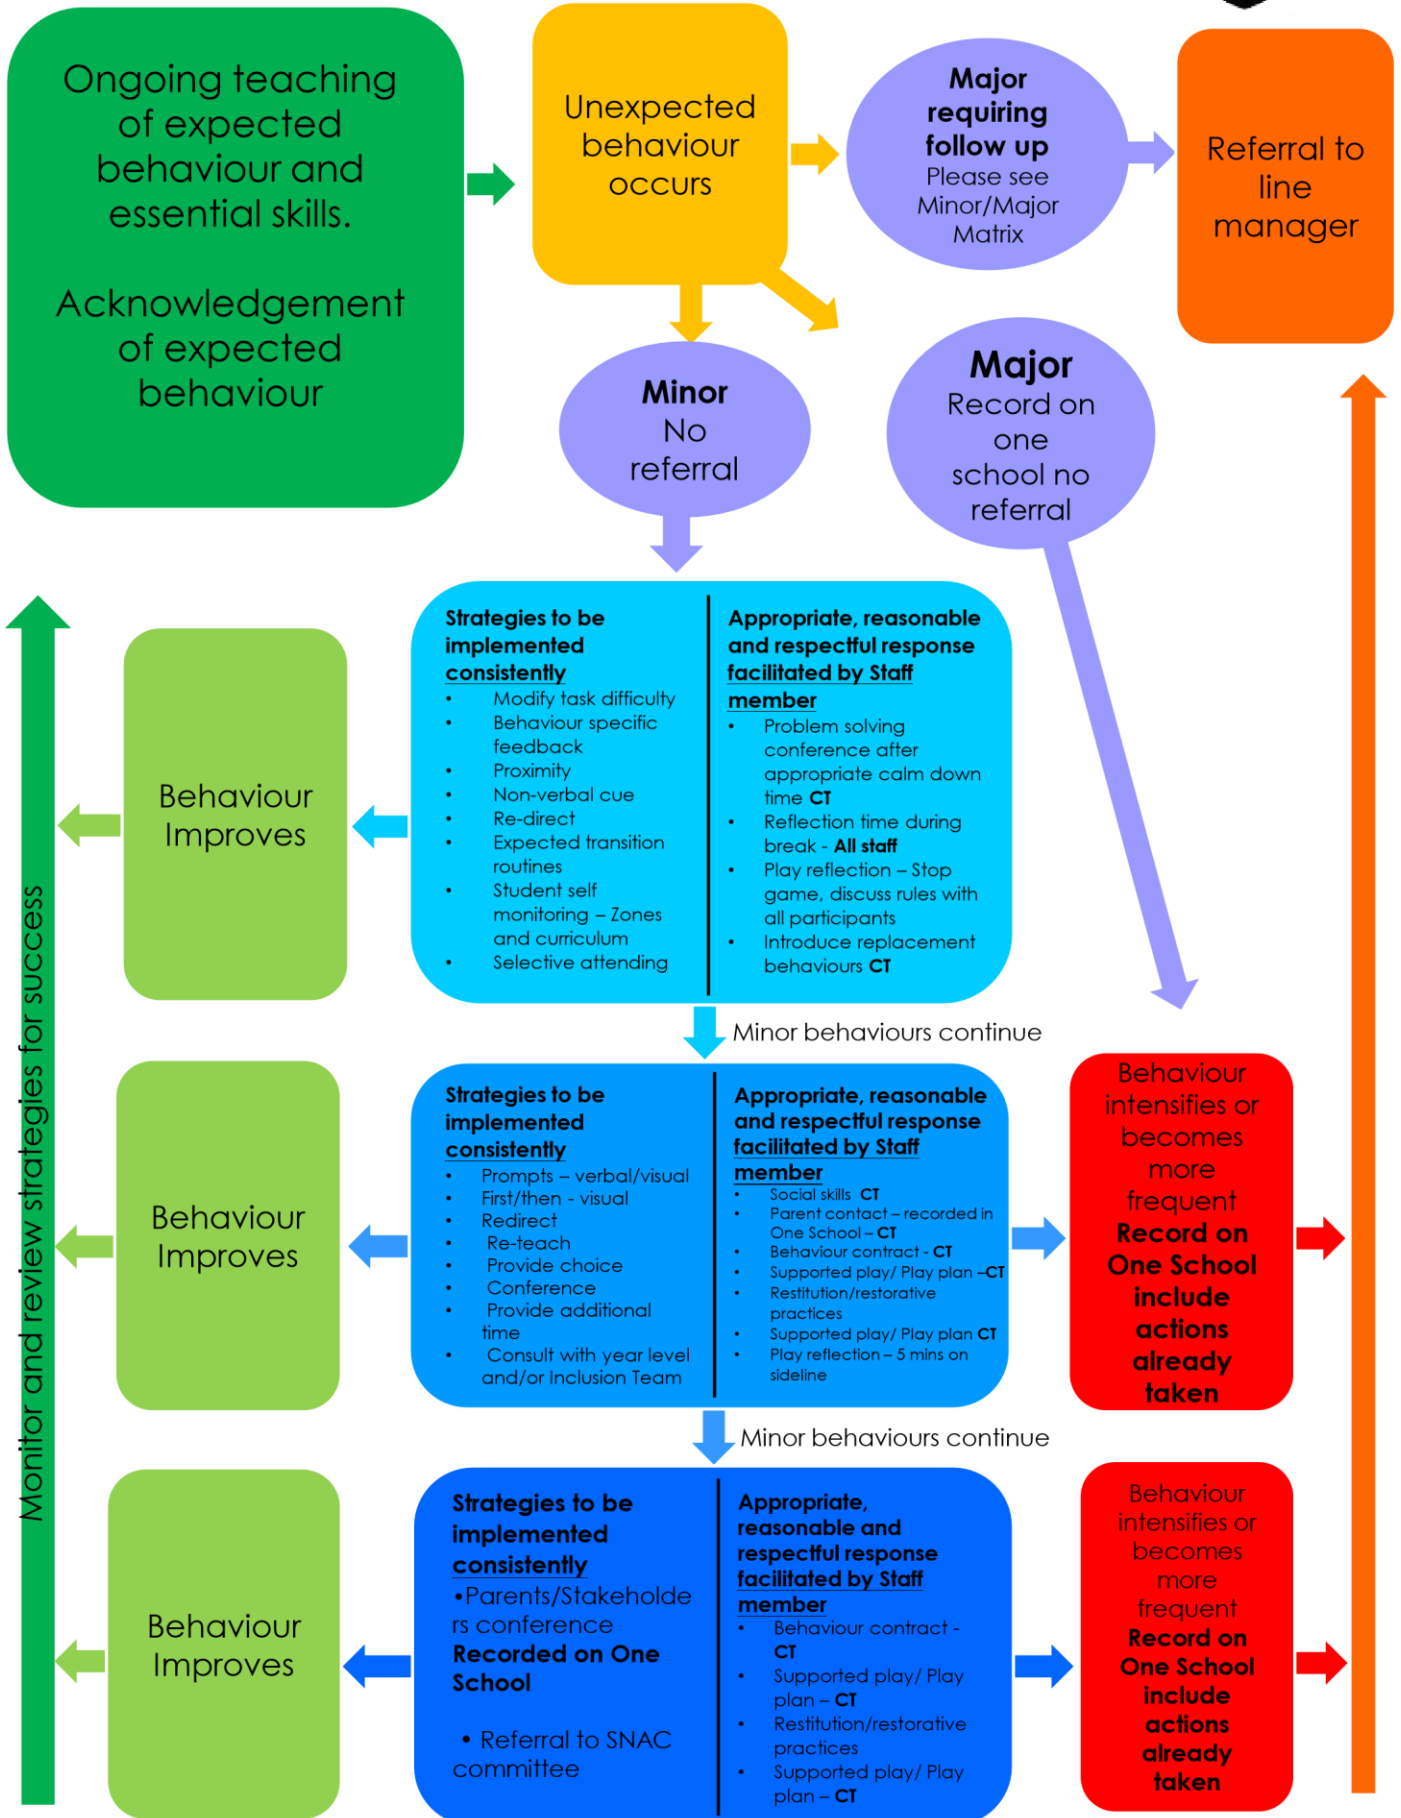 Ongoing teaching
of expected
behaviour and
essential skills.
Acknowledgement
of expected
behaviour
Unexpected
behaviour
occurs
Major
requiring
follow up
Please see
Minor/Major
Matrix
Referral to
line
manager
Minor
No
referral
Major
Record on
one
school no
referral
Monitor and review strategies for success
Behaviour
Improves
Strategies to be
implemented
consistently
• Modify task difficulty
• Behaviour specific
feedback
• Proximity
• Non-verbal cue
• Re-direct
• Expected transition
routines
• Student self
monitoring – Zones
and curriculum
• Selective attending
Appropriate, reasonable
and respectful response
facilitated by Staff
member
• Problem solving
conference after
appropriate calm down
time CT
• Reflection time during
break - All staff
• Play reflection – Stop
game, discuss rules with
all participants
• Introduce replacement
behaviours CT
Minor behaviours continue
Behaviour
Improves
Strategies to be
implemented
consistently
• Prompts – verbal/visual
• First/then - visual
• Redirect
• Re-teach
• Provide choice
• Conference
• Provide additional
time
• Consult with year level
and/or Inclusion Team
Appropriate, reasonable
and respectful response
facilitated by Staff
member
• Social skills CT
• Parent contact – recorded in
One School – CT
• Behaviour contract - CT
• Supported play/ Play plan –CT
• Restitution/restorative
practices
• Supported play/ Play plan CT
• Play reflection – 5 mins on
sideline
Behaviour
intensifies or
becomes
more
frequent
Record on
One School
include
actions
already
taken
Minor behaviours continue
Behaviour
Improves
Strategies to be
implemented
consistently
•Parents/Stakeholde
rs conference
Recorded on One
School
• Referral to SNAC
committee
Appropriate,
reasonable and
respectful response
facilitated by Staff
member
• Behaviour contract -
CT
• Supported play/ Play
plan – CT
• Restitution/restorative
practices
• Supported play/ Play
plan – CT
Behaviour
intensifies or
becomes
more
frequent
Record on
One School
include
actions
already
taken